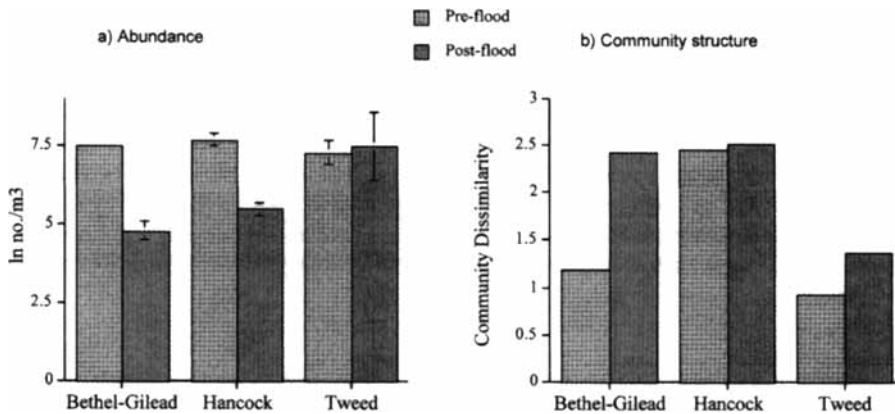 a) Abundance
Pre-flood
Post-flood
b) Community structure
ln no./m3
7.5
5
2.5
0
Bethel-Gilead
Hancock
Tweed
Community Dissimilarity
3
2.5
2
1.5
1
0.5
0
Bethel-Gilead
Hancock
Tweed